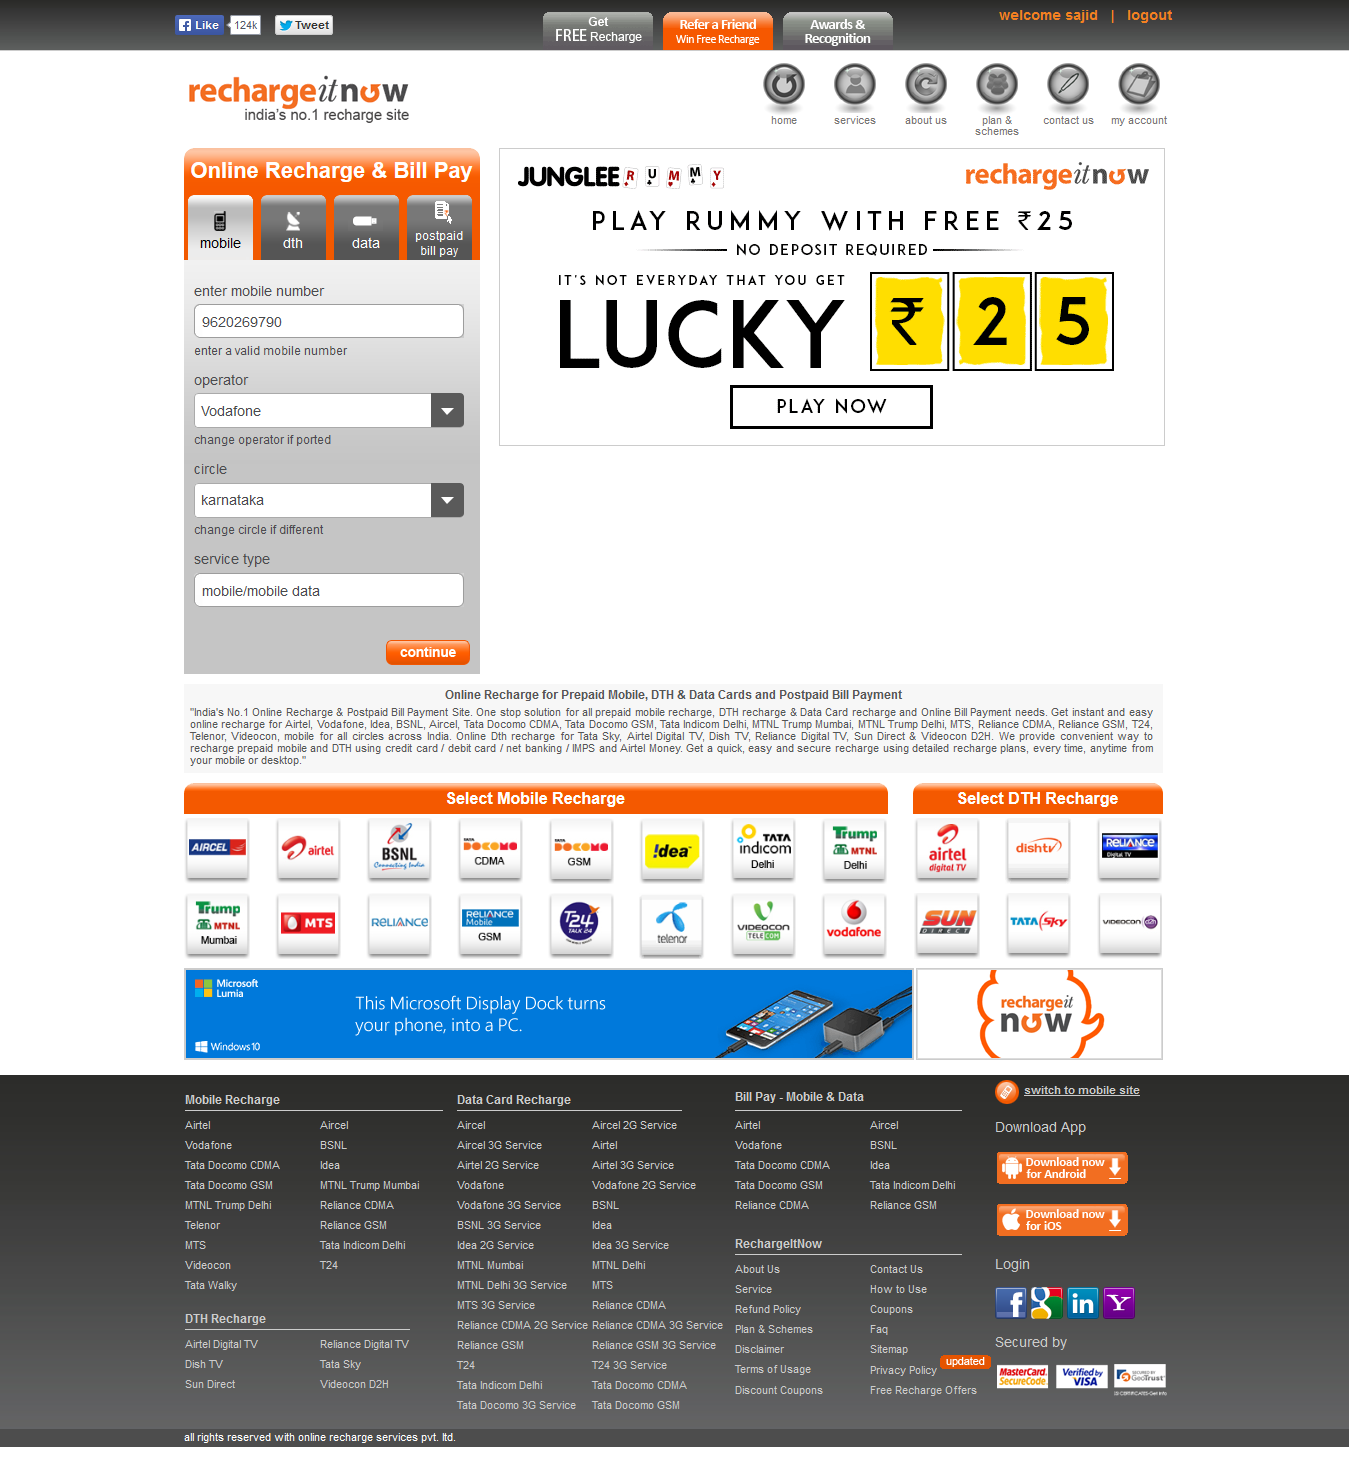 Like
124k
Tweet
Get
FREE Recharge
Refer a Friend
Win Free Recharge
Awards &
Recognition
welcome sajid | logout
rechargeitnow
india's no.1 recharge site
home
services
about us
plan &
schemes
contact us
my account
Online Recharge & Bill Pay
mobile
dth
data
postpaid
bill pay
enter mobile number
9620269790
enter a valid mobile number
operator
Vodafone
change operator if ported
circle
karnataka
change circle if different
service type
mobile/mobile data
continue
JUNGLEE RUMMY
rechargeitnow
PLAY RUMMY WITH FREE ₹25
NO DEPOSIT REQUIRED
IT'S NOT EVERYDAY THAT YOU GET
LUCKY ₹ 2 5
PLAY NOW
Online Recharge for Prepaid Mobile, DTH & Data Cards and Postpaid Bill Payment
"India's No.1 Online Recharge & Postpaid Bill Payment Site. One stop solution for all prepaid mobile recharge, DTH recharge & Data Card recharge and Online Bill Payment needs. Get instant and easy
online recharge for Airtel, Vodafone, Idea, BSNL, Aircel, Tata Docomo CDMA, Tata Docomo GSM, Tata Indicom Delhi, MTNL Trump Mumbai, MTNL Trump Delhi, MTS, Reliance CDMA, Reliance GSM, T24,
Telenor, Videocon, mobile for all circles across India. Online Dth recharge for Tata Sky, Airtel Digital TV, Dish TV, Reliance Digital TV, Sun Direct & Videocon D2H. We provide convenient way to
recharge prepaid mobile and DTH using credit card / debit card / net banking / IMPS and Airtel Money. Get a quick, easy and secure recharge using detailed recharge plans, every time, anytime from
your mobile or desktop."
Select Mobile Recharge
Select DTH Recharge
AIRCEL
airtel
BSNL
Connecting India
TATA
DOCOMO
CDMA
TATA
DOCOMO
GSM
!dea
TATA
indicom
Delhi
Trump
MTNL
Delhi
airtel
digital TV
dishtv
RELIANCE
Digital TV
Trump
MTNL
Mumbai
MTS
RELIANCE
RELIANCE
Mobile
GSM
T24
TALK 24
telenor
VIDEOCON
TELECON
vodafone
SUN
DIRECT
TATA Sky
VIDEOCON
d2h
Microsoft
Lumia
This Microsoft Display Dock turns
your phone, into a PC.
Windows 10
rechargeit
now
Mobile Recharge
Airtel
Aircel
Vodafone
BSNL
Tata Docomo CDMA
Idea
Tata Docomo GSM
MTNL Trump Mumbai
MTNL Trump Delhi
Reliance CDMA
Telenor
Reliance GSM
MTS
Tata Indicom Delhi
Videocon
T24
Tata Walky
DTH Recharge
Airtel Digital TV
Reliance Digital TV
Dish TV
Tata Sky
Sun Direct
Videocon D2H
Data Card Recharge
Aircel
Aircel 2G Service
Aircel 3G Service
Airtel
Airtel 2G Service
Airtel 3G Service
Vodafone
Vodafone 2G Service
Vodafone 3G Service
BSNL
BSNL 3G Service
Idea
Idea 2G Service
Idea 3G Service
MTNL Mumbai
MTNL Delhi
MTNL Delhi 3G Service
MTS
MTS 3G Service
Reliance CDMA
Reliance CDMA 2G Service
Reliance CDMA 3G Service
Reliance GSM
Reliance GSM 3G Service
T24
T24 3G Service
Tata Indicom Delhi
Tata Docomo CDMA
Tata Docomo 3G Service
Tata Docomo GSM
Bill Pay - Mobile & Data
Airtel
Aircel
Vodafone
BSNL
Tata Docomo CDMA
Idea
Tata Docomo GSM
Tata Indicom Delhi
Reliance CDMA
Reliance GSM
RechargeItNow
About Us
Contact Us
Service
How to Use
Refund Policy
Coupons
Plan & Schemes
Faq
Disclaimer
Sitemap
Terms of Usage
Privacy Policy
updated
Discount Coupons
Free Recharge Offers
switch to mobile site
Download App
Download now
for Android
Download now
for iOS
Login
Secured by
MasterCard.
SecureCode.
Verified by
VISA
SECURED BY
GeoTrust
all rights reserved with online recharge services pvt. ltd.